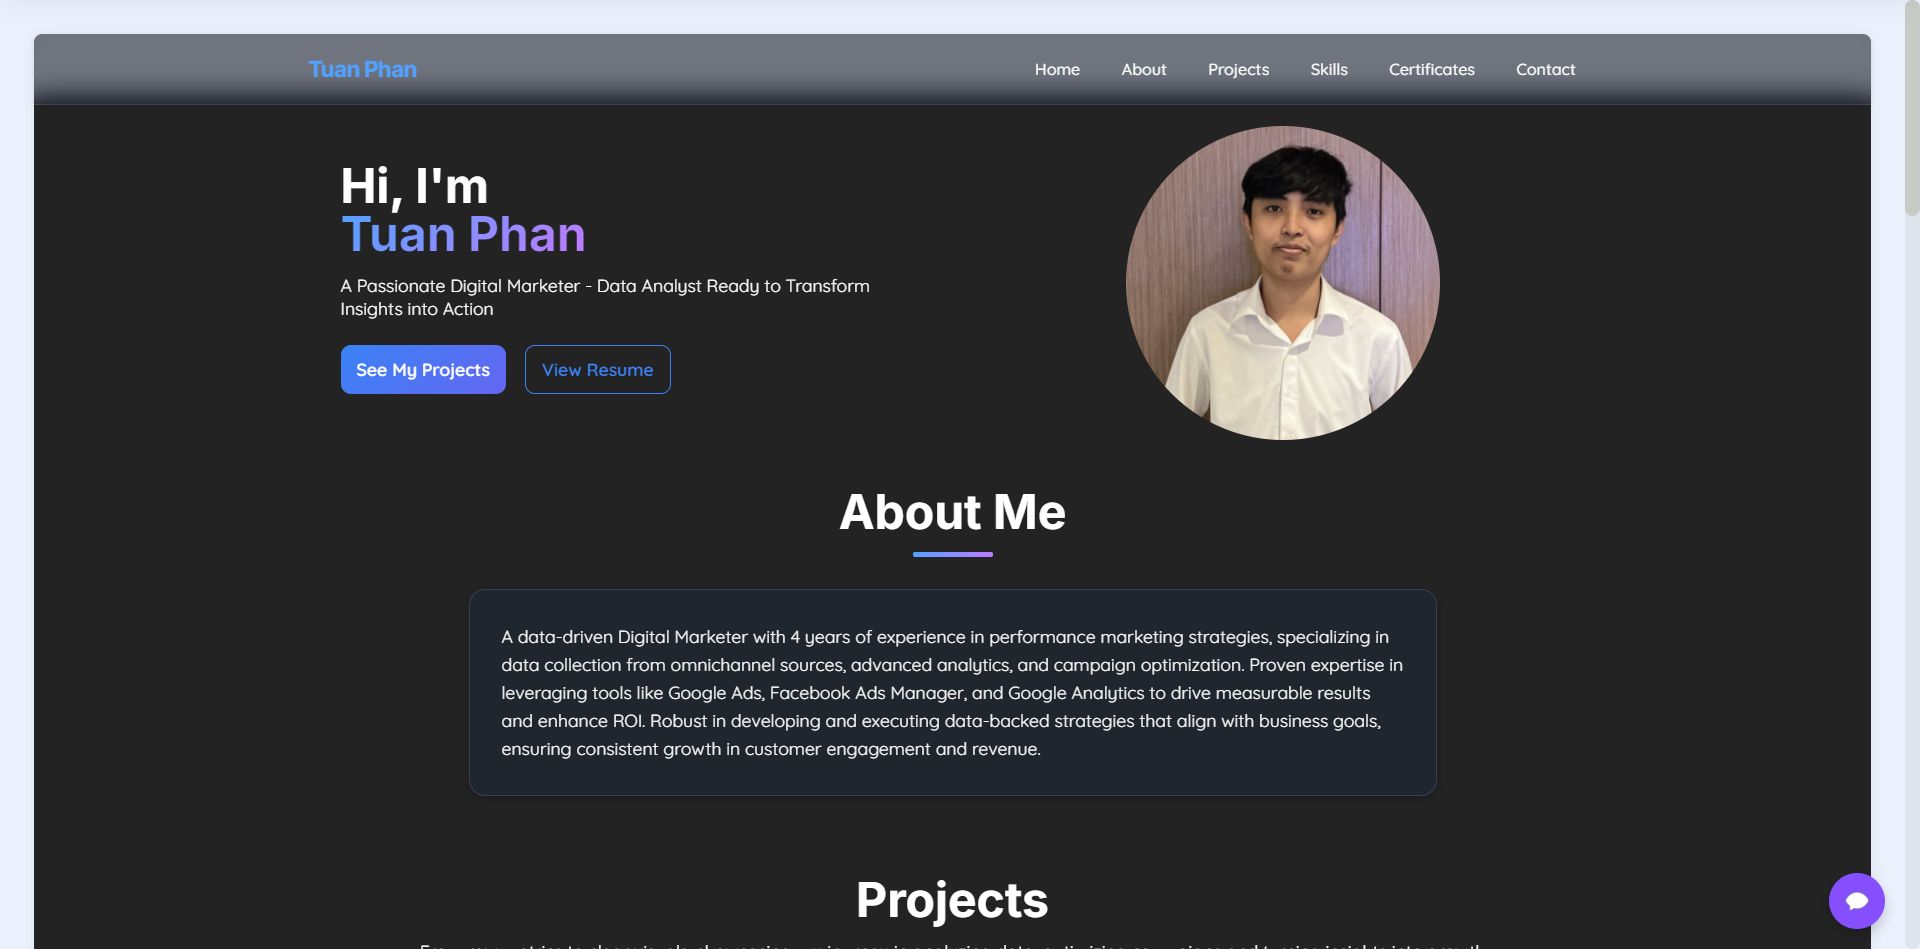 Tuan Phan
Home About Projects Skills Certificates Contact
Hi, I'm
Tuan Phan
A Passionate Digital Marketer - Data Analyst Ready to Transform
Insights into Action
See My Projects View Resume
About Me
A data-driven Digital Marketer with 4 years of experience in performance marketing strategies, specializing in
data collection from omnichannel sources, advanced analytics, and campaign optimization. Proven expertise in
leveraging tools like Google Ads, Facebook Ads Manager, and Google Analytics to drive measurable results
and enhance ROI. Robust in developing and executing data-backed strategies that align with business goals,
ensuring consistent growth in customer engagement and revenue.
Projects